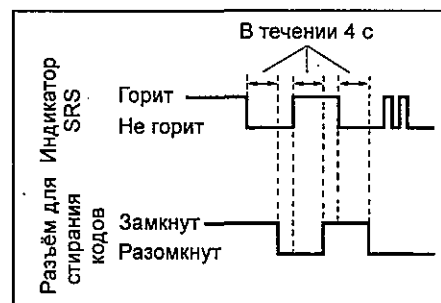 В течении 4 с
Индикатор
SRS
Горит
Не горит
Разъём для
стирания
кодов
Замкнут
Разомкнут